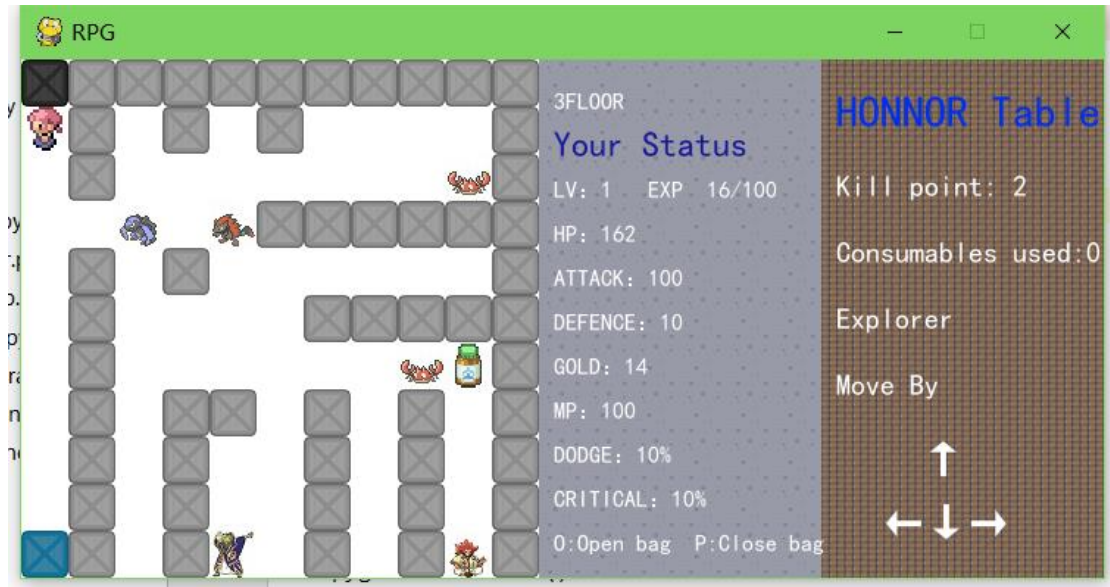 RPG
3FLOOR
Your Status
LV: 1 EXP 16/100
HP: 162
ATTACK: 100
DEFENCE: 10
GOLD: 14
MP: 100
DODGE: 10%
CRITICAL: 10%
O:Open bag P:Close bag
HONNOR Table
Kill point: 2
Consumables used:0
Explorer
Move By
↑
←↓→